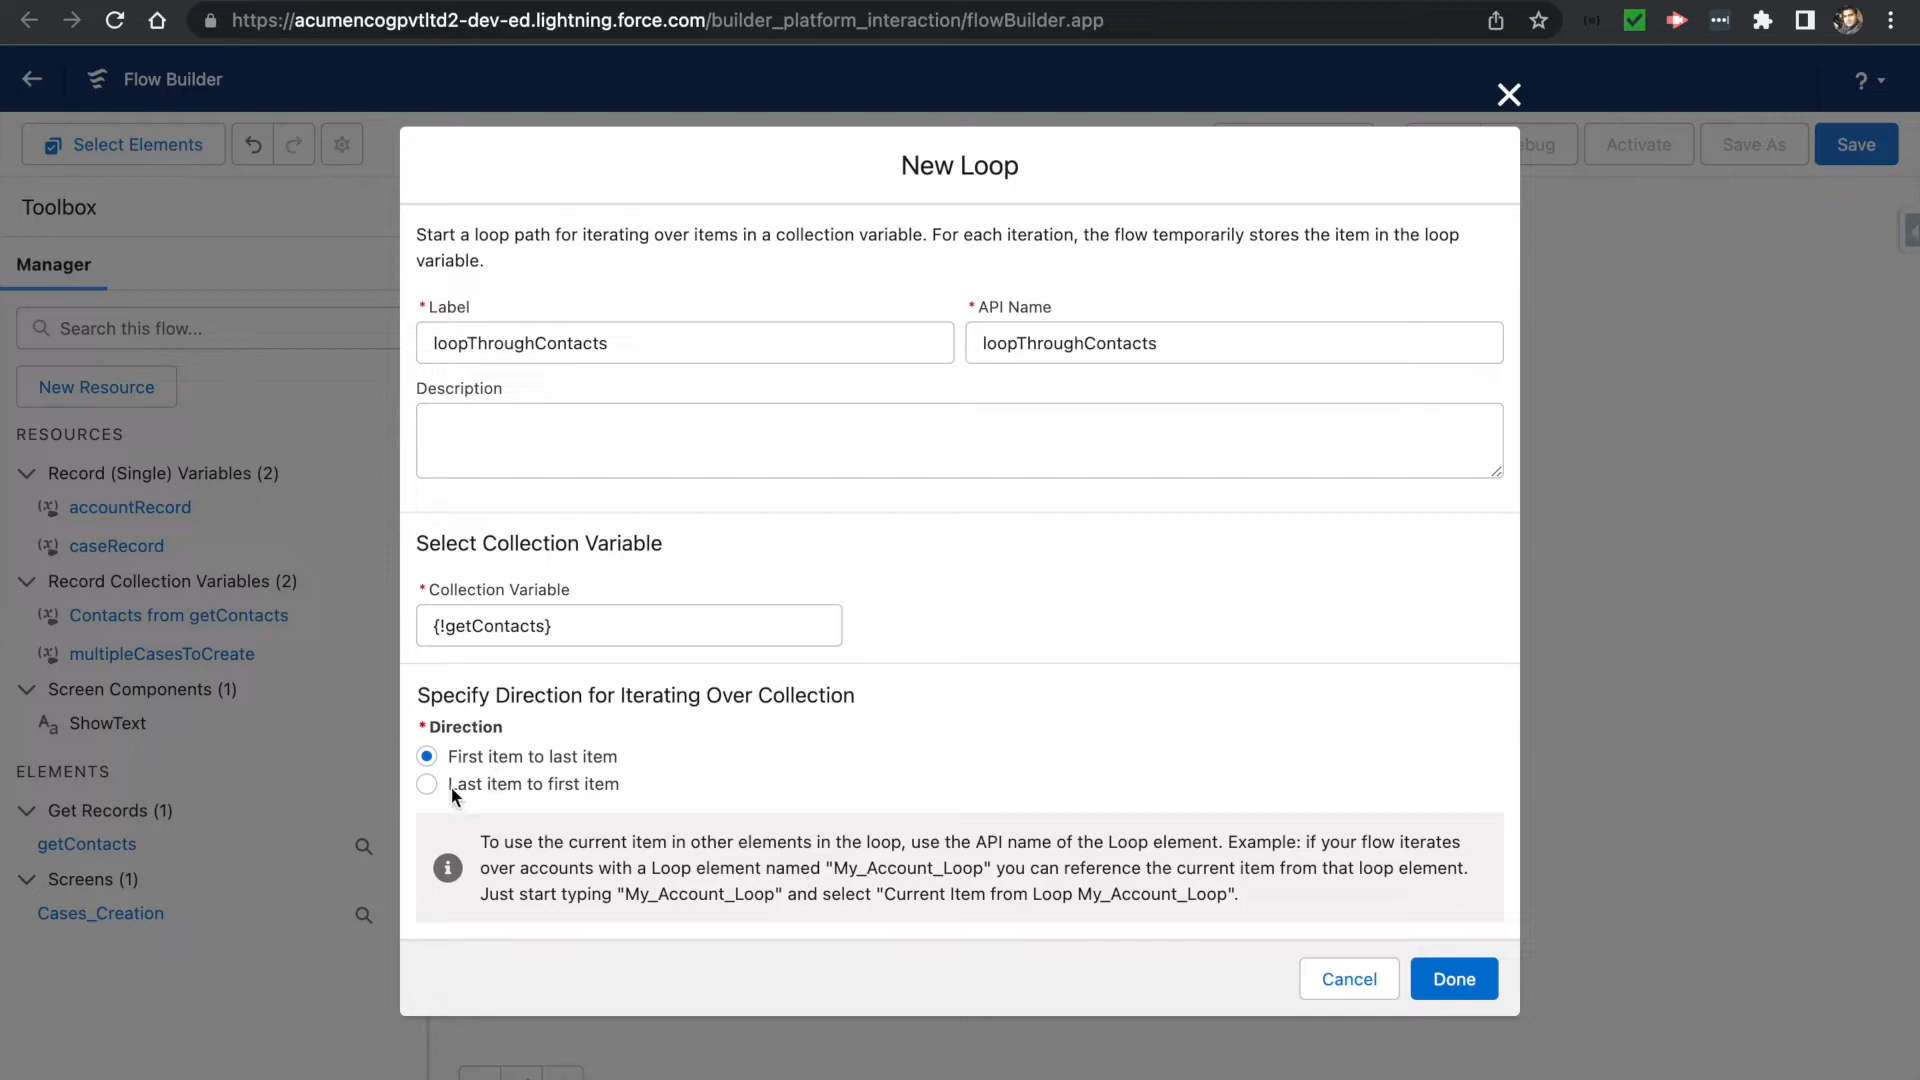 https://acumencogpvtltd2-dev-ed.lightning.force.com/builder_platform_interaction/flowBuilder.app
Flow Builder
?
Select Elements
Activate
Save As
Save
Toolbox
Manager
Search this flow...
New Resource
RESOURCES
Record (Single) Variables (2)
accountRecord
caseRecord
Record Collection Variables (2)
Contacts from getContacts
multipleCasesToCreate
Screen Components (1)
Aa ShowText
ELEMENTS
Get Records (1)
getContacts
Screens (1)
Cases_Creation
New Loop
Start a loop path for iterating over items in a collection variable. For each iteration, the flow temporarily stores the item in the loop
variable.
* Label
* API Name
loopThroughContacts
loopThroughContacts
Description
Select Collection Variable
* Collection Variable
{!getContacts}
Specify Direction for Iterating Over Collection
* Direction
First item to last item
Last item to first item
To use the current item in other elements in the loop, use the API name of the Loop element. Example: if your flow iterates
over accounts with a Loop element named "My_Account_Loop" you can reference the current item from that loop element.
Just start typing "My_Account_Loop" and select "Current Item from Loop My_Account_Loop".
Cancel
Done